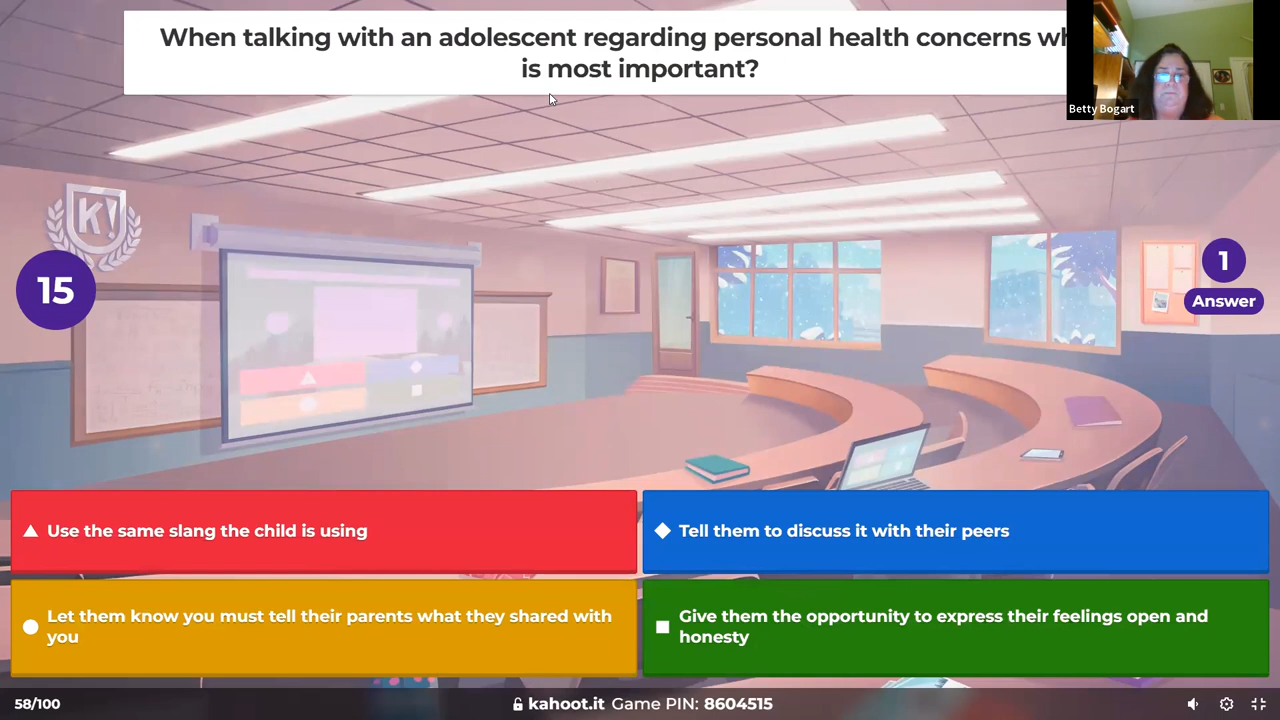 When talking with an adolescent regarding personal health concerns
is most important?
Betty Bogart
K!
15
1
Answer
Use the same slang the child is using
Tell them to discuss it with their peers
Let them know you must tell their parents what they shared with
you
Give them the opportunity to express their feelings open and
honesty
58/100
kahoot.it Game PIN: 8604515